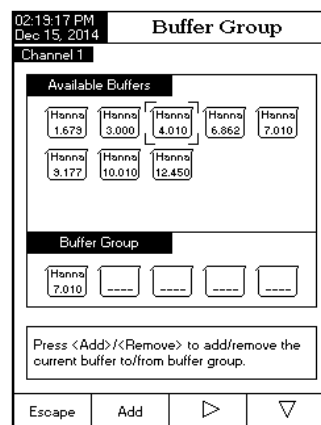 02:19:17 PM
Dec 15, 2014
Buffer Group
Channel 1
Available Buffers
Hanna Hanna Hanna Hanna Hanna
1.679 3.000 4.010 6.862 7.010
Hanna Hanna Hanna
9.177 10.010 12.450
Buffer Group
Hanna
7.010 ---- ---- ---- ----
Press <Add>/<Remove> to add/remove the
current buffer to/from buffer group.
Escape Add